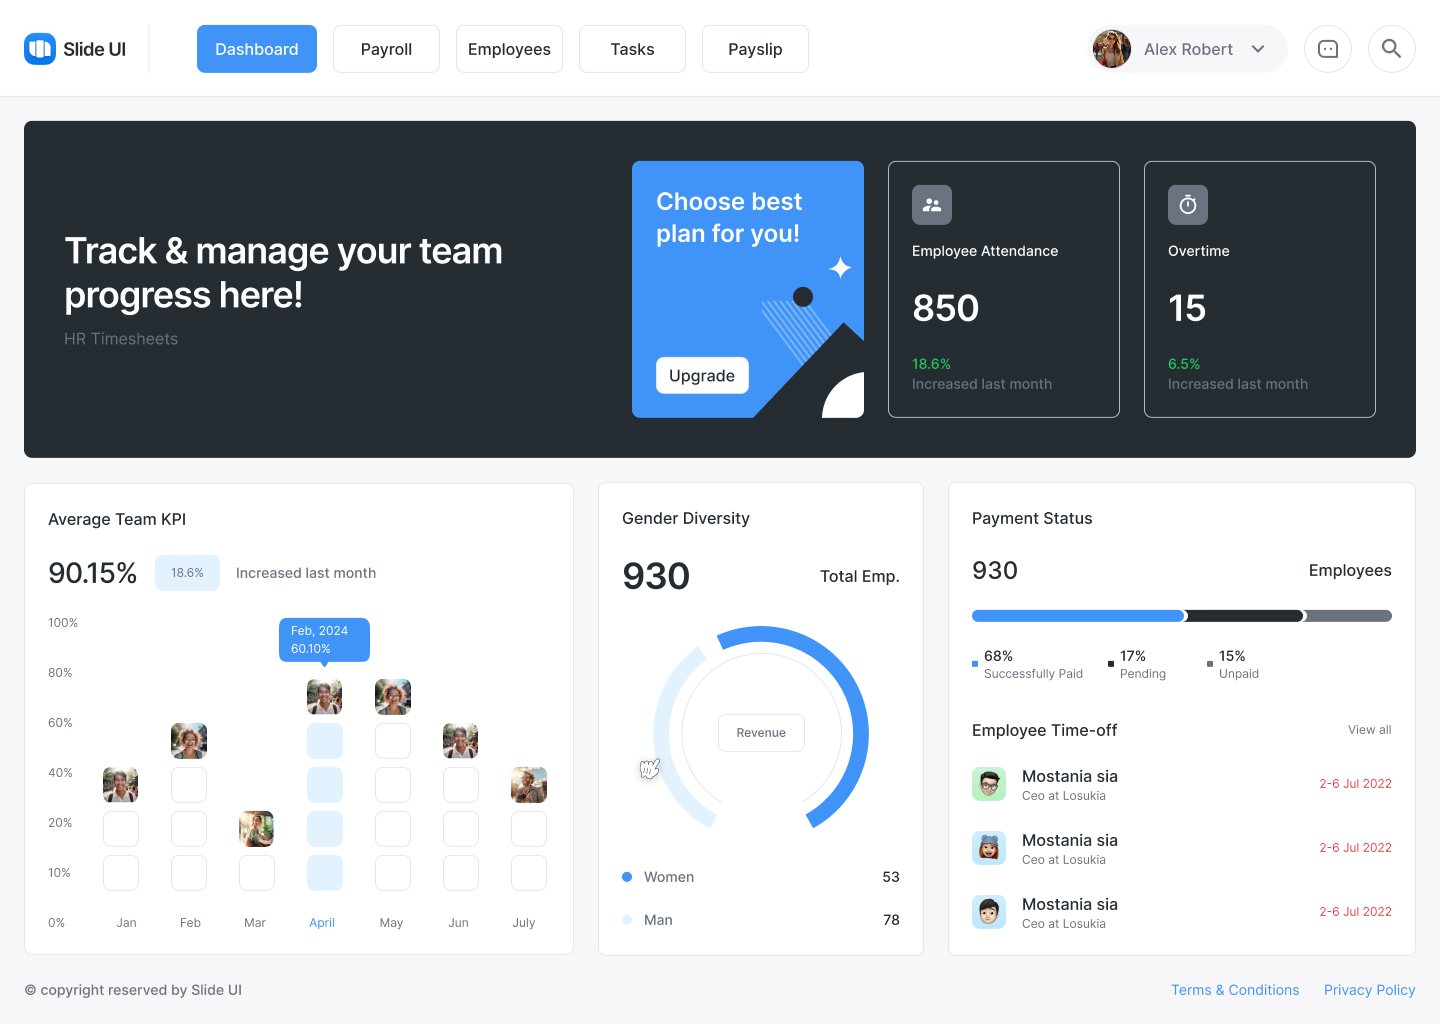 Slide UI
Dashboard
Payroll
Employees
Tasks
Payslip
Alex Robert
Track & manage your team
progress here!
HR Timesheets
Choose best
plan for you!
Upgrade
Employee Attendance
850
18.6%
Increased last month
Overtime
15
6.5%
Increased last month
Average Team KPI
90.15%
18.6%
Increased last month
100%
80%
60%
40%
20%
10%
0%
Feb, 2024
60.10%
Jan
Feb
Mar
April
May
Jun
July
Gender Diversity
930
Total Emp.
Revenue
Women
53
Man
78
Payment Status
930
Employees
68%
Successfully Paid
17%
Pending
15%
Unpaid
Employee Time-off
View all
Mostania sia
Ceo at Losukia
2-6 Jul 2022
Mostania sia
Ceo at Losukia
2-6 Jul 2022
Mostania sia
Ceo at Losukia
2-6 Jul 2022
© copyright reserved by Slide UI
Terms & Conditions
Privacy Policy